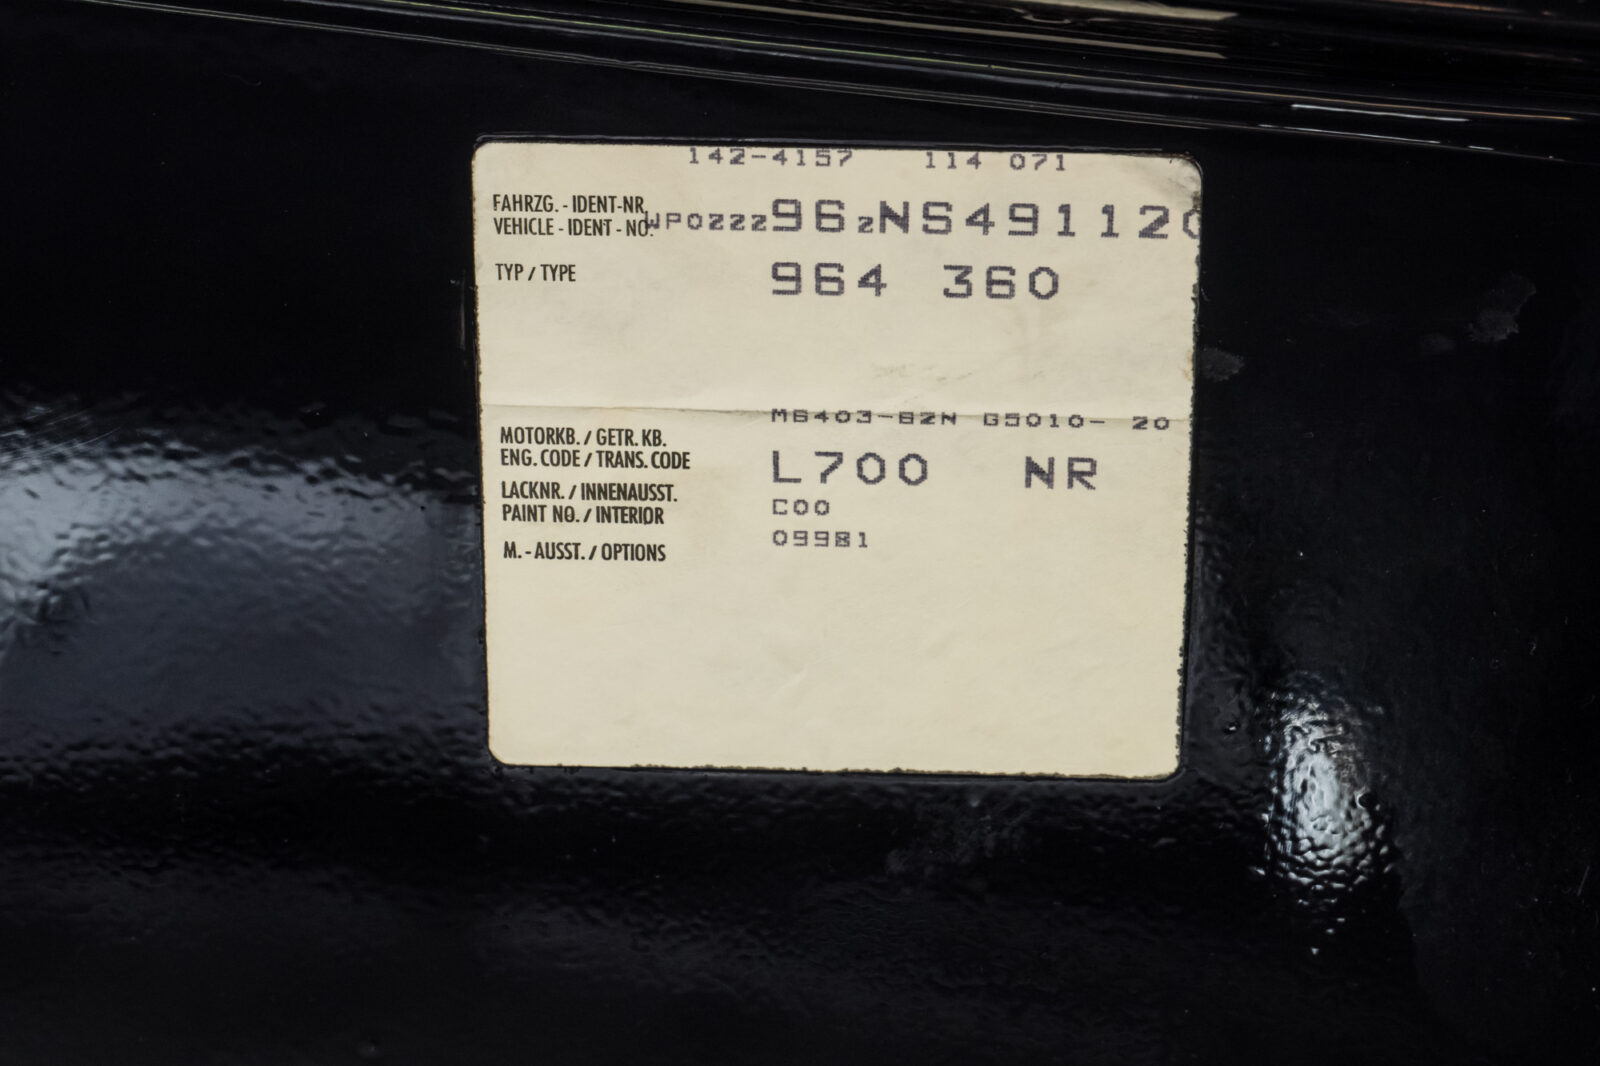 142-4157 114 071
FAHRZG. - IDENT-NR.
VEHICLE - IDENT - NO. WP0ZZZ96ZNS491120
TYP / TYPE 964 360
M6403-82N G5010- 20
MOTORKB. / GETR. KB.
ENG. CODE / TRANS. CODE L700 NR
LACKNR. / INNENAUSST.
PAINT NO. / INTERIOR C00
M. - AUSST. / OPTIONS 09981